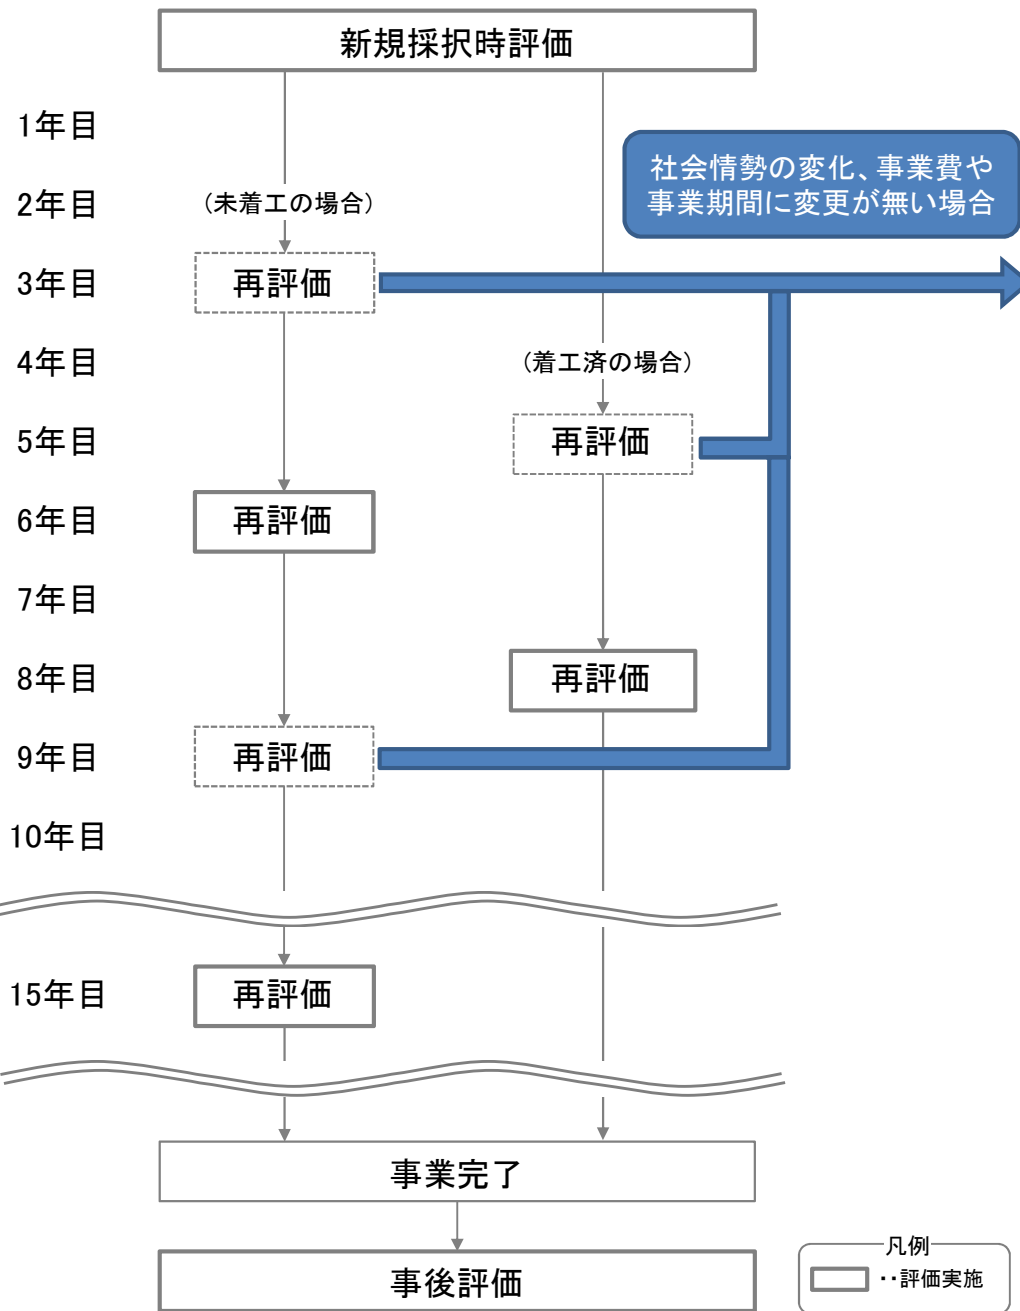 新規採択時評価
1年目
社会情勢の変化、事業費や
事業期間に変更が無い場合
2年目
(未着工の場合)
3年目
再評価
4年目
(着工済の場合)
5年目
再評価
6年目
再評価
7年目
8年目
再評価
9年目
再評価
10年目
15年目
再評価
事業完了
事後評価
凡例
‥評価実施